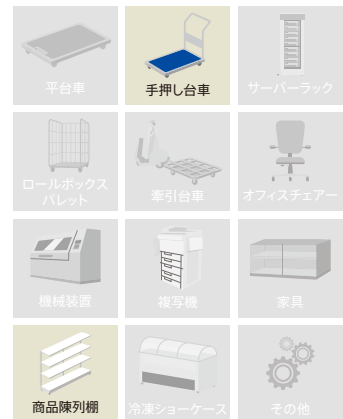 平台車
手押し台車
サーバーラック
ロールボックス
パレット
牽引台車
オフィスチェアー
機械装置
複写機
家具
商品陳列棚
冷凍ショーケース
その他